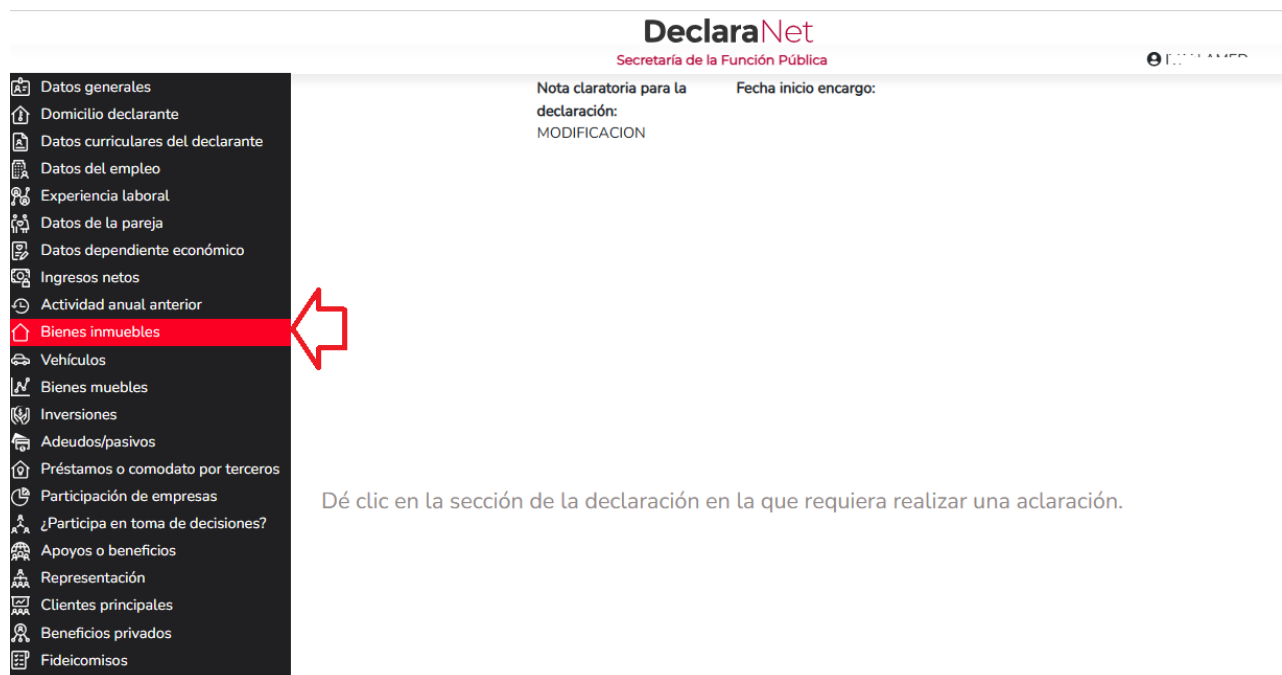 DeclaraNet
Secretaría de la Función Pública
Datos generales
Domicilio declarante
Datos curriculares del declarante
Datos del empleo
Experiencia laboral
Datos de la pareja
Datos dependiente económico
Ingresos netos
Actividad anual anterior
Bienes inmuebles
Vehículos
Bienes muebles
Inversiones
Adeudos/pasivos
Préstamos o comodato por terceros
Participación de empresas
¿Participa en toma de decisiones?
Apoyos o beneficios
Representación
Clientes principales
Beneficios privados
Fideicomisos
Nota claratoria para la
declaración:
MODIFICACION
Fecha inicio encargo:
Dé clic en la sección de la declaración en la que requiera realizar una aclaración.